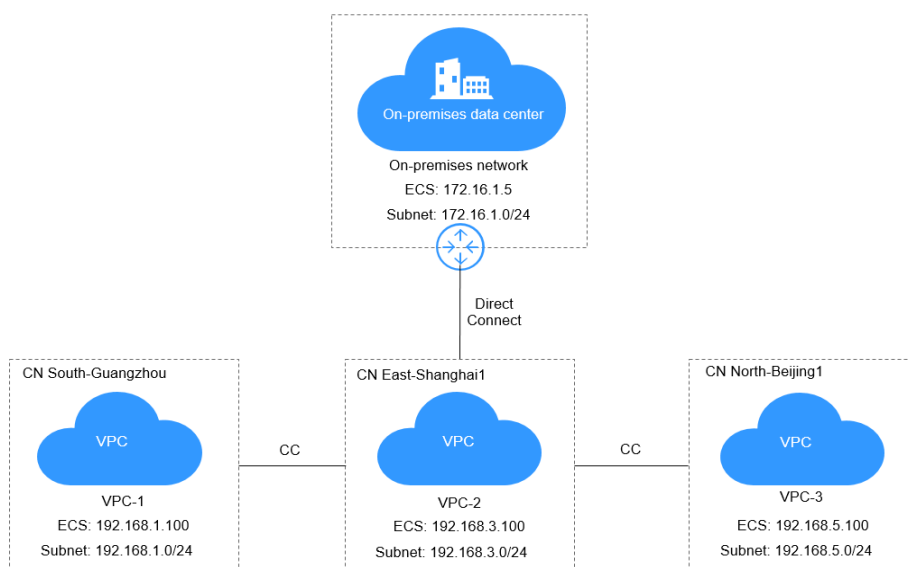 On-premises data center
On-premises network
ECS: 172.16.1.5
Subnet: 172.16.1.0/24
Direct
Connect
CN South-Guangzhou
VPC
VPC-1
ECS: 192.168.1.100
Subnet: 192.168.1.0/24
CC
CN East-Shanghai1
VPC
VPC-2
ECS: 192.168.3.100
Subnet: 192.168.3.0/24
CC
CN North-Beijing1
VPC
VPC-3
ECS: 192.168.5.100
Subnet: 192.168.5.0/24